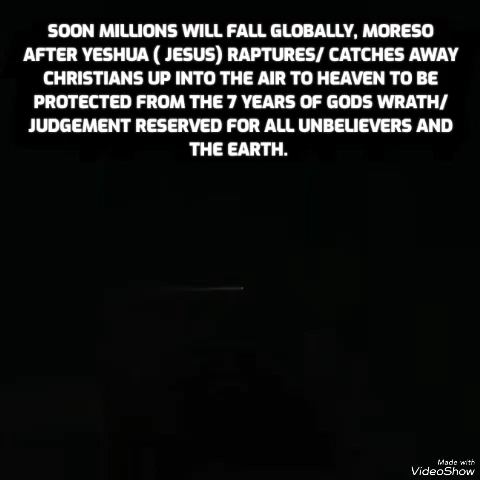 SOON MILLIONS WILL FALL GLOBALLY, MORESO
AFTER YESHUA ( JESUS) RAPTURES/ CATCHES AWAY
CHRISTIANS UP INTO THE AIR TO HEAVEN TO BE
PROTECTED FROM THE 7 YEARS OF GODS WRATH/
JUDGEMENT RESERVED FOR ALL UNBELIEVERS AND
THE EARTH.
Made with
VideoShow